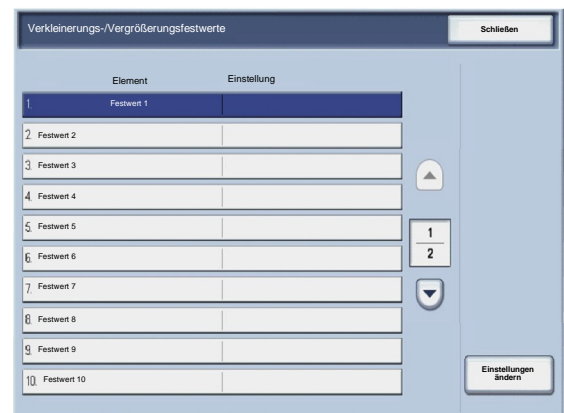 Verkleinerungs-/Vergrößerungsfestwerte
Schließen
Element Einstellung
1. Festwert 1
2. Festwert 2
3. Festwert 3
4. Festwert 4
5. Festwert 5
6. Festwert 6
7. Festwert 7
8. Festwert 8
9. Festwert 9
10. Festwert 10
1
2
Einstellungen
ändern